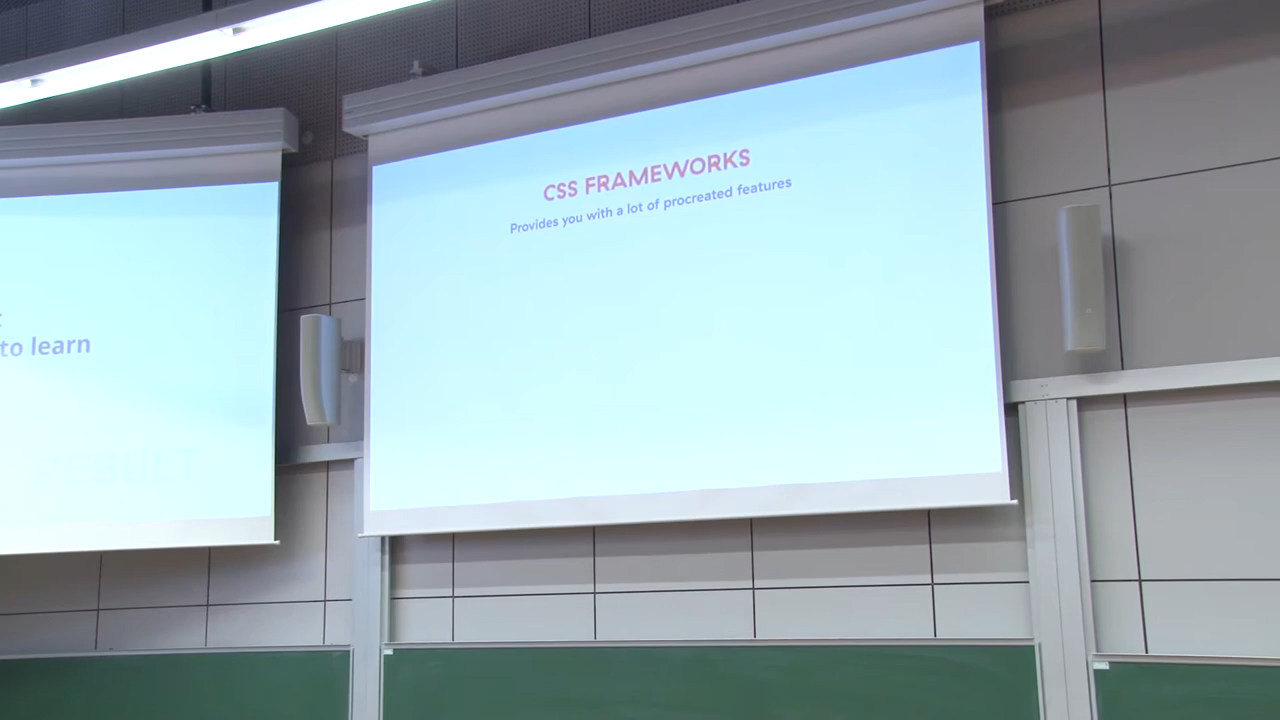 to learn
CSS FRAMEWORKS
Provides you with a lot of procreated features